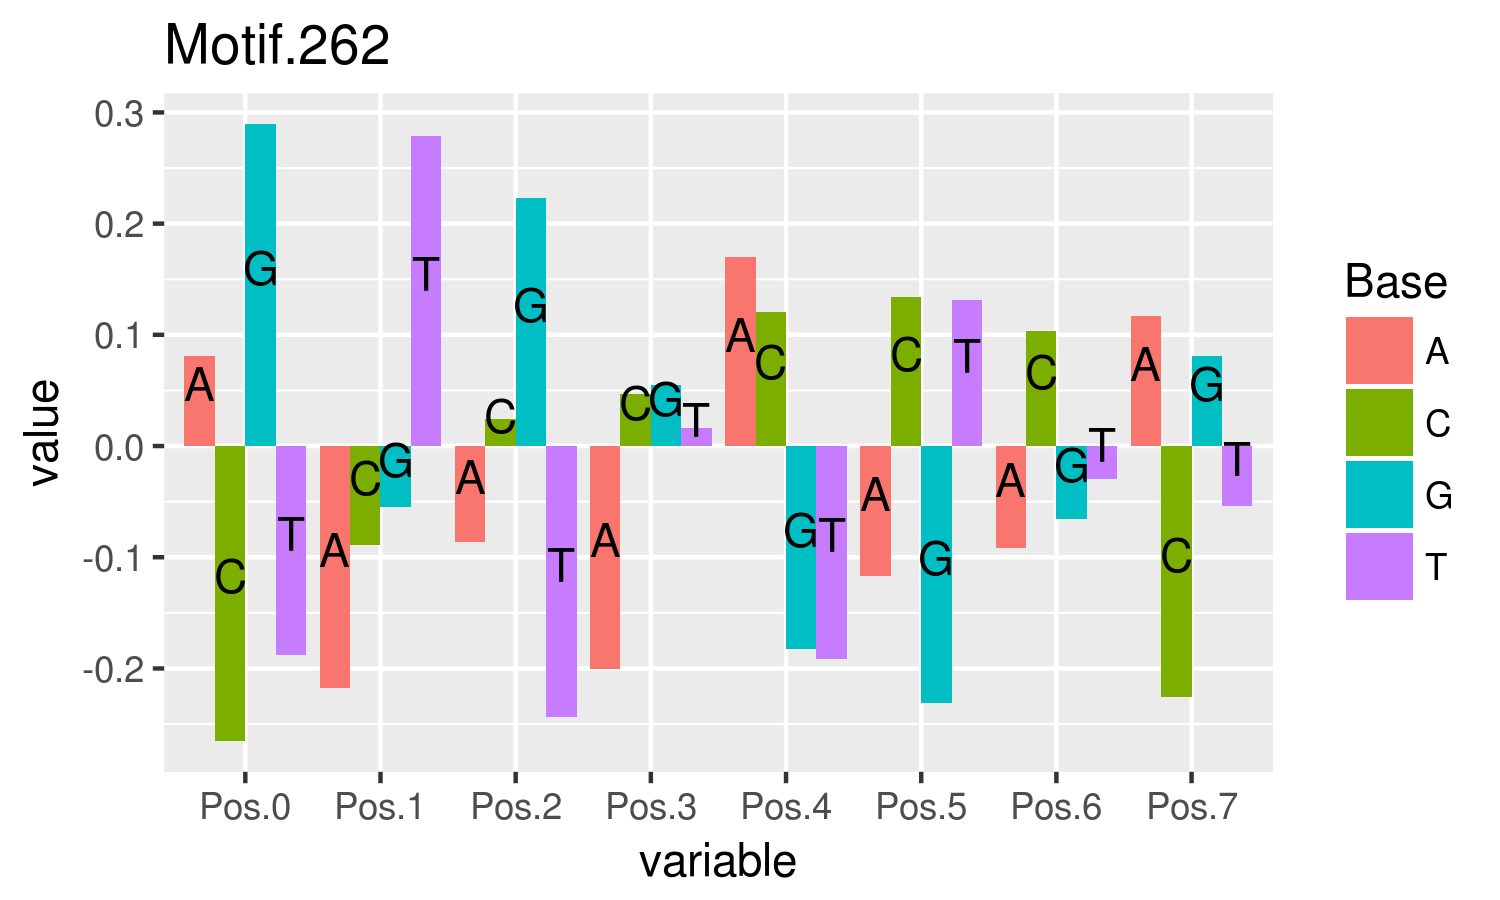 Motif.262
value
0.3
0.2
0.1
0.0
-0.1
-0.2
A C G T
A C G T
A C G T
A C G T
A C G T
A C G T
A C G T
A C G T
Pos.0 Pos.1 Pos.2 Pos.3 Pos.4 Pos.5 Pos.6 Pos.7
variable
Base
A
C
G
T